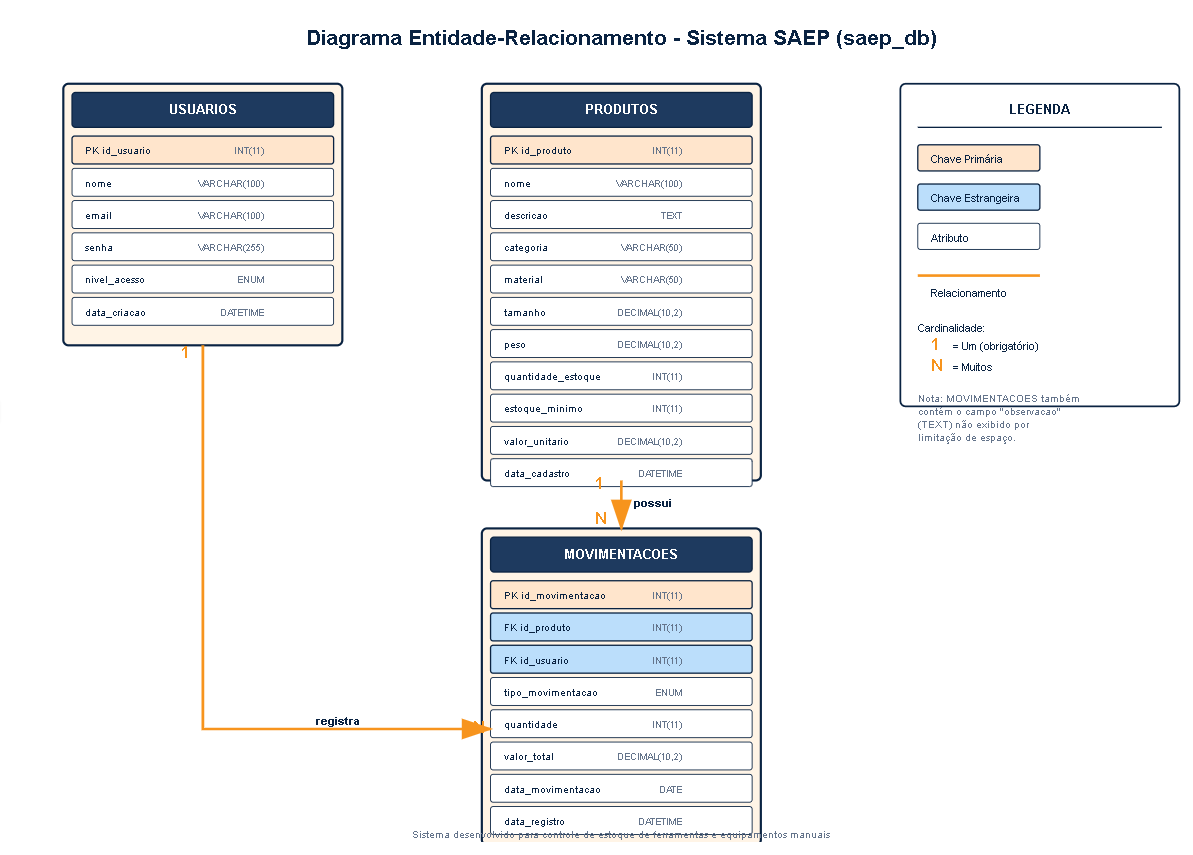 Diagrama Entidade-Relacionamento - Sistema SAEP (saep_db)
USUARIOS
PK id_usuario INT(11)
nome VARCHAR(100)
email VARCHAR(100)
senha VARCHAR(255)
nivel_acesso ENUM
data_criacao DATETIME
1
PRODUTOS
PK id_produto INT(11)
nome VARCHAR(100)
descricao TEXT
categoria VARCHAR(50)
material VARCHAR(50)
tamanho DECIMAL(10,2)
peso DECIMAL(10,2)
quantidade_estoque INT(11)
estoque_minimo INT(11)
valor_unitario DECIMAL(10,2)
data_cadastro DATETIME
1
possui
N
registra
MOVIMENTACOES
PK id_movimentacao INT(11)
FK id_produto INT(11)
FK id_usuario INT(11)
tipo_movimentacao ENUM
quantidade INT(11)
valor_total DECIMAL(10,2)
data_movimentacao DATE
data_registro DATETIME
Sistema desenvolvido para controle de estoque de ferramentas e equipamentos manuais
LEGENDA
Chave Primária
Chave Estrangeira
Atributo
Relacionamento
Cardinalidade:
1 = Um (obrigatório)
N = Muitos
Nota: MOVIMENTACOES também
contém o campo "observacao"
(TEXT) não exibido por
limitação de espaço.